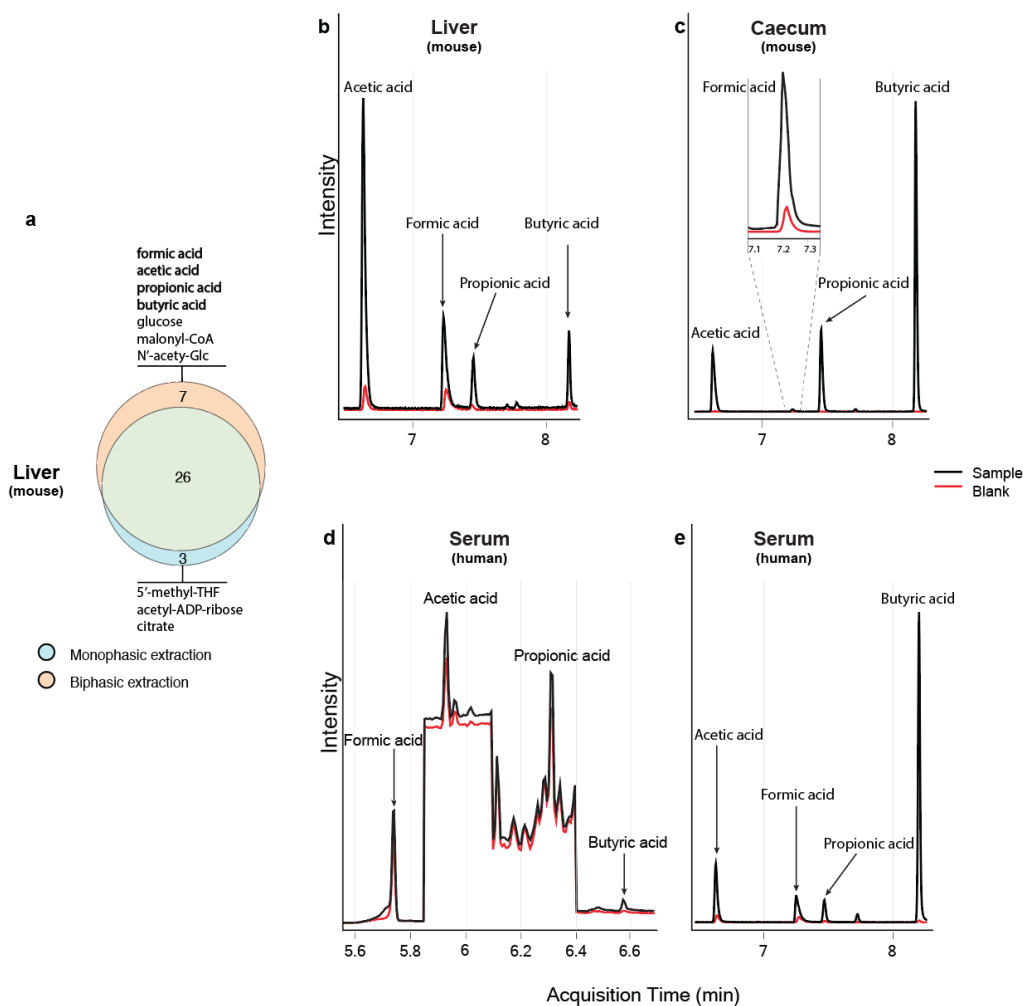 a
formic acid
acetic acid
propionic acid
butyric acid
glucose
malonyl-CoA
N'-acety-Glc
7
26
3
Liver
(mouse)
5'-methyl-THF
acetyl-ADP-ribose
citrate
Monophasic extraction
Biphasic extraction
b
Liver
(mouse)
Intensity
Acetic acid
Formic acid
Propionic acid
Butyric acid
7
8
c
Caecum
(mouse)
Formic acid
Butyric acid
7.1
7.2
7.3
Propionic acid
Acetic acid
7
8
Sample
Blank
d
Serum
(human)
Intensity
Acetic acid
Propionic acid
Formic acid
Butyric acid
5.6
5.8
6
6.2
6.4
6.6
e
Serum
(human)
Butyric acid
Acetic acid
Formic acid
Propionic acid
7
8
Acquisition Time (min)